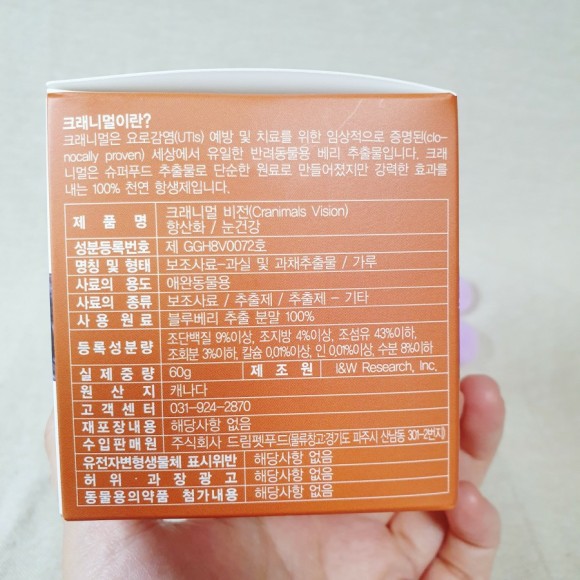 크래니멀이란?
크래니멀은 요로감염(UTIs) 예방 및 치료를 위한 임상적으로 증명된(clo-
nocally proven) 세상에서 유일한 반려동물용 베리 추출물입니다. 크래
니멀은 슈퍼푸드 추출물로 단순한 원료로 만들어졌지만 강력한 효과를
내는 100% 천연 항생제입니다.
제 품 명 크래니멀 비전(Cranimals Vision)
항산화 / 눈건강
성분등록번호 제 GGH8V0072호
명칭 및 형태 보조사료-과실 및 과채추출물 / 가루
사료의 용도 애완동물용
사료의 종류 보조사료 / 추출제 / 추출제 - 기타
사용 원료 블루베리 추출 분말 100%
등록성분량 조단백질 9%이상, 조지방 4%이상, 조섬유 43%이하,
조회분 3%이하, 칼슘 0.01%이상, 인 0.01%이상, 수분 8%이하
실제중량 60g 제 조 원 I&W Research, Inc.
원 산 지 캐나다
고객센터 031-924-2870
재포장내용 해당사항 없음
수입판매원 주식회사 드림펫푸드(물류창고:경기도 파주시 산남동 301-2번지)
유전자변형생물체 표시위반 해당사항 없음
허위 과장광고 해당사항 없음
동물용의약품 첨가내용 해당사항 없음